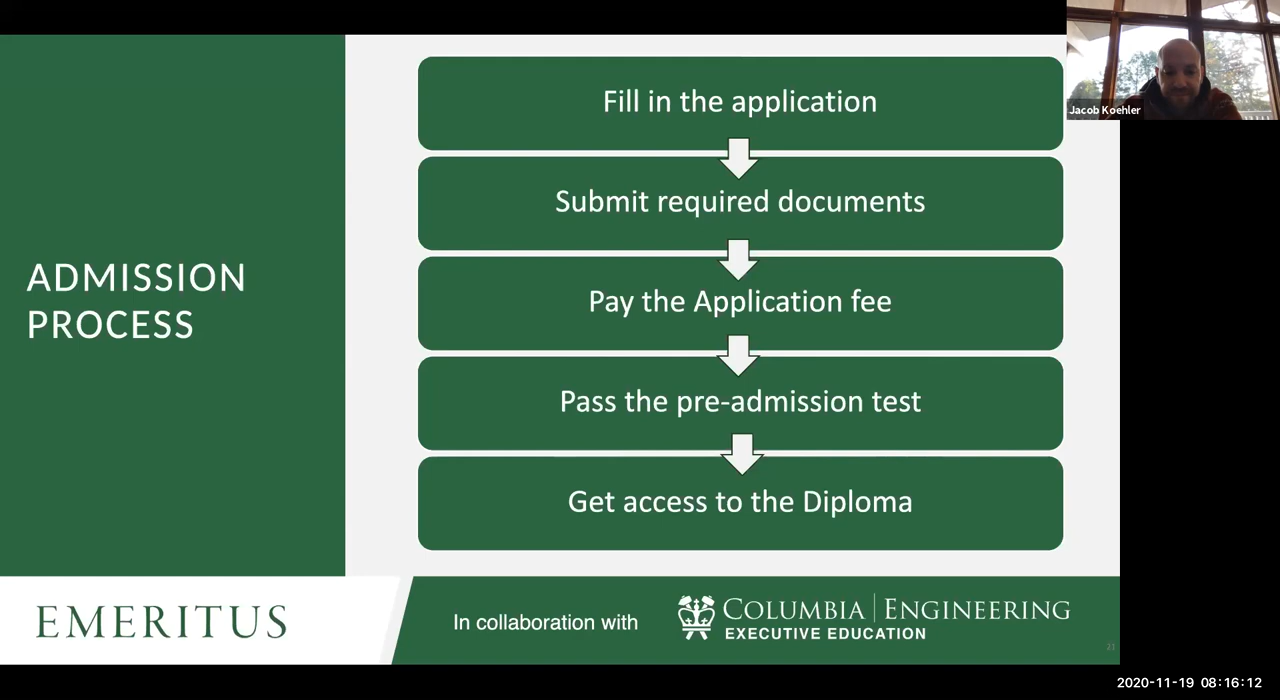 Fill in the application
Jacob Koehler
Submit required documents
ADMISSION
PROCESS
Pay the Application fee
Pass the pre-admission test
Get access to the Diploma
EMERITUS
In collaboration with
COLUMBIA | ENGINEERING
EXECUTIVE EDUCATION
21
2020-11-19 08:16:12